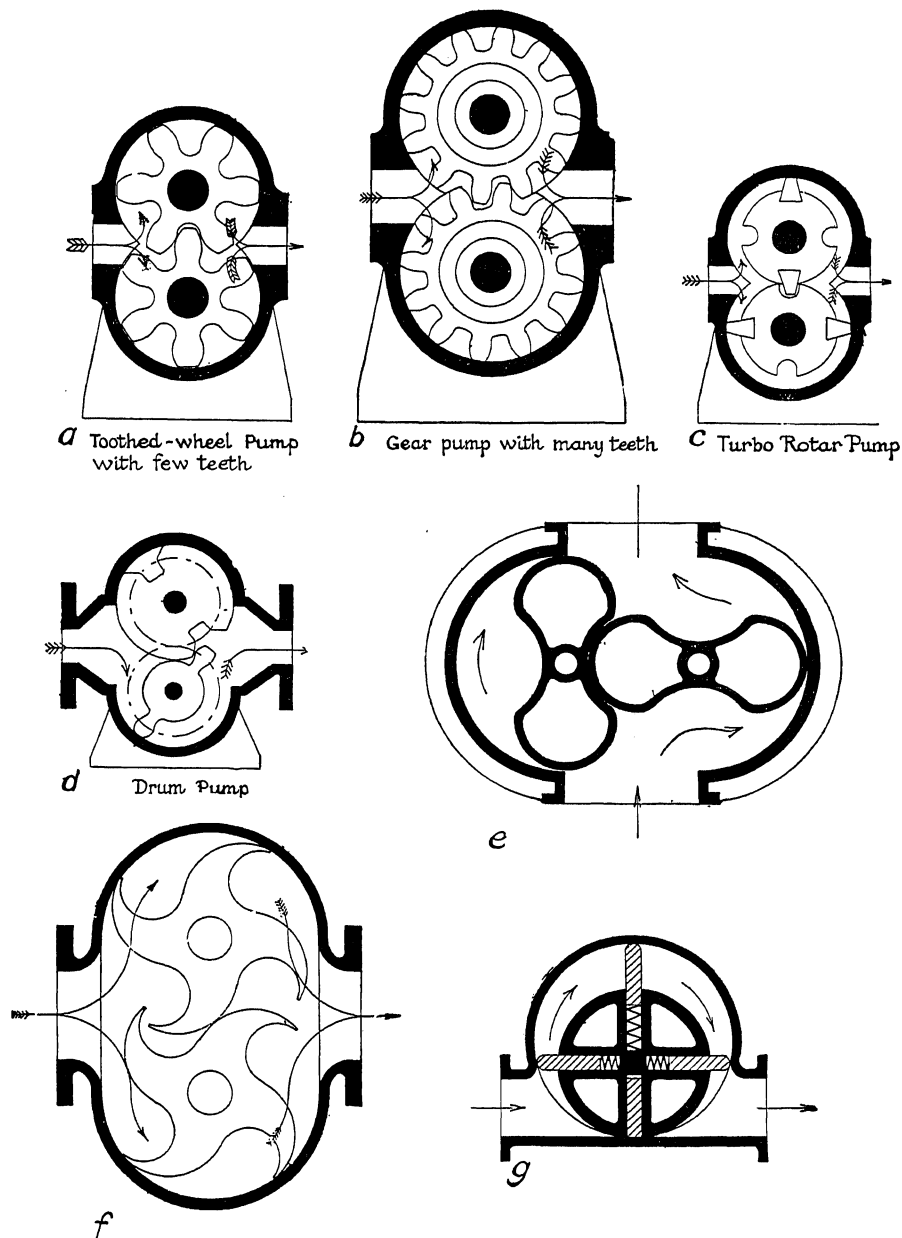 a Toothed-wheel Pump
with few teeth
b Gear pump with many teeth
c Turbo Rotar Pump
d Drum Pump
e
f
g